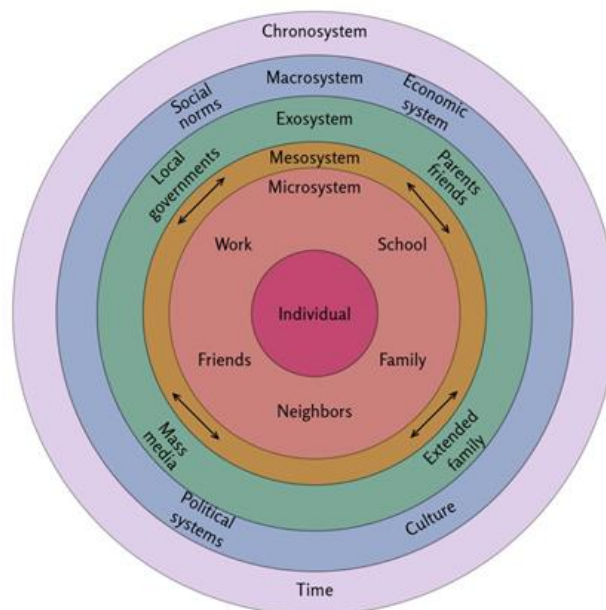 Chronosystem
Macrosystem
Social
norms
Economic
system
Exosystem
Local
governments
Parents
friends
Mesosystem
Microsystem
Work
School
Individual
Friends
Family
Neighbors
Mass
media
Extended
family
Political
systems
Culture
Time